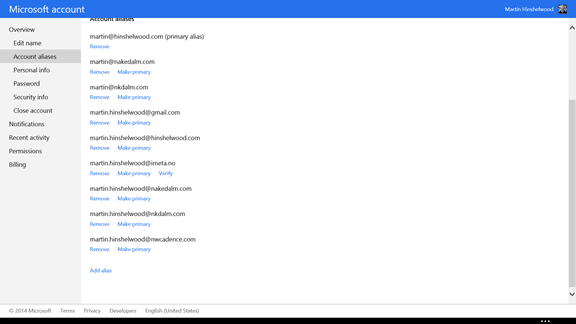 Microsoft account
Martin Hinshelwood
Account aliases
Overview
Edit name
Account aliases
Personal info
Password
Security info
Close account
Notifications
Recent activity
Permissions
Billing
martin@hinshelwood.com (primary alias)
Remove
martin@nakedalm.com
Remove Make primary
martin@nkdalm.com
Remove Make primary
martin.hinshelwood@gmail.com
Remove Make primary
martin.hinshelwood@hinshelwood.com
Remove Make primary
martin.hinshelwood@imeta.no
Remove Make primary Verify
martin.hinshelwood@nakedalm.com
Remove Make primary
martin.hinshelwood@nkdalm.com
Remove Make primary
martin.hinshelwood@nwcadence.com
Remove Make primary
Add alias
© 2014 Microsoft Terms Privacy Developers English (United States)